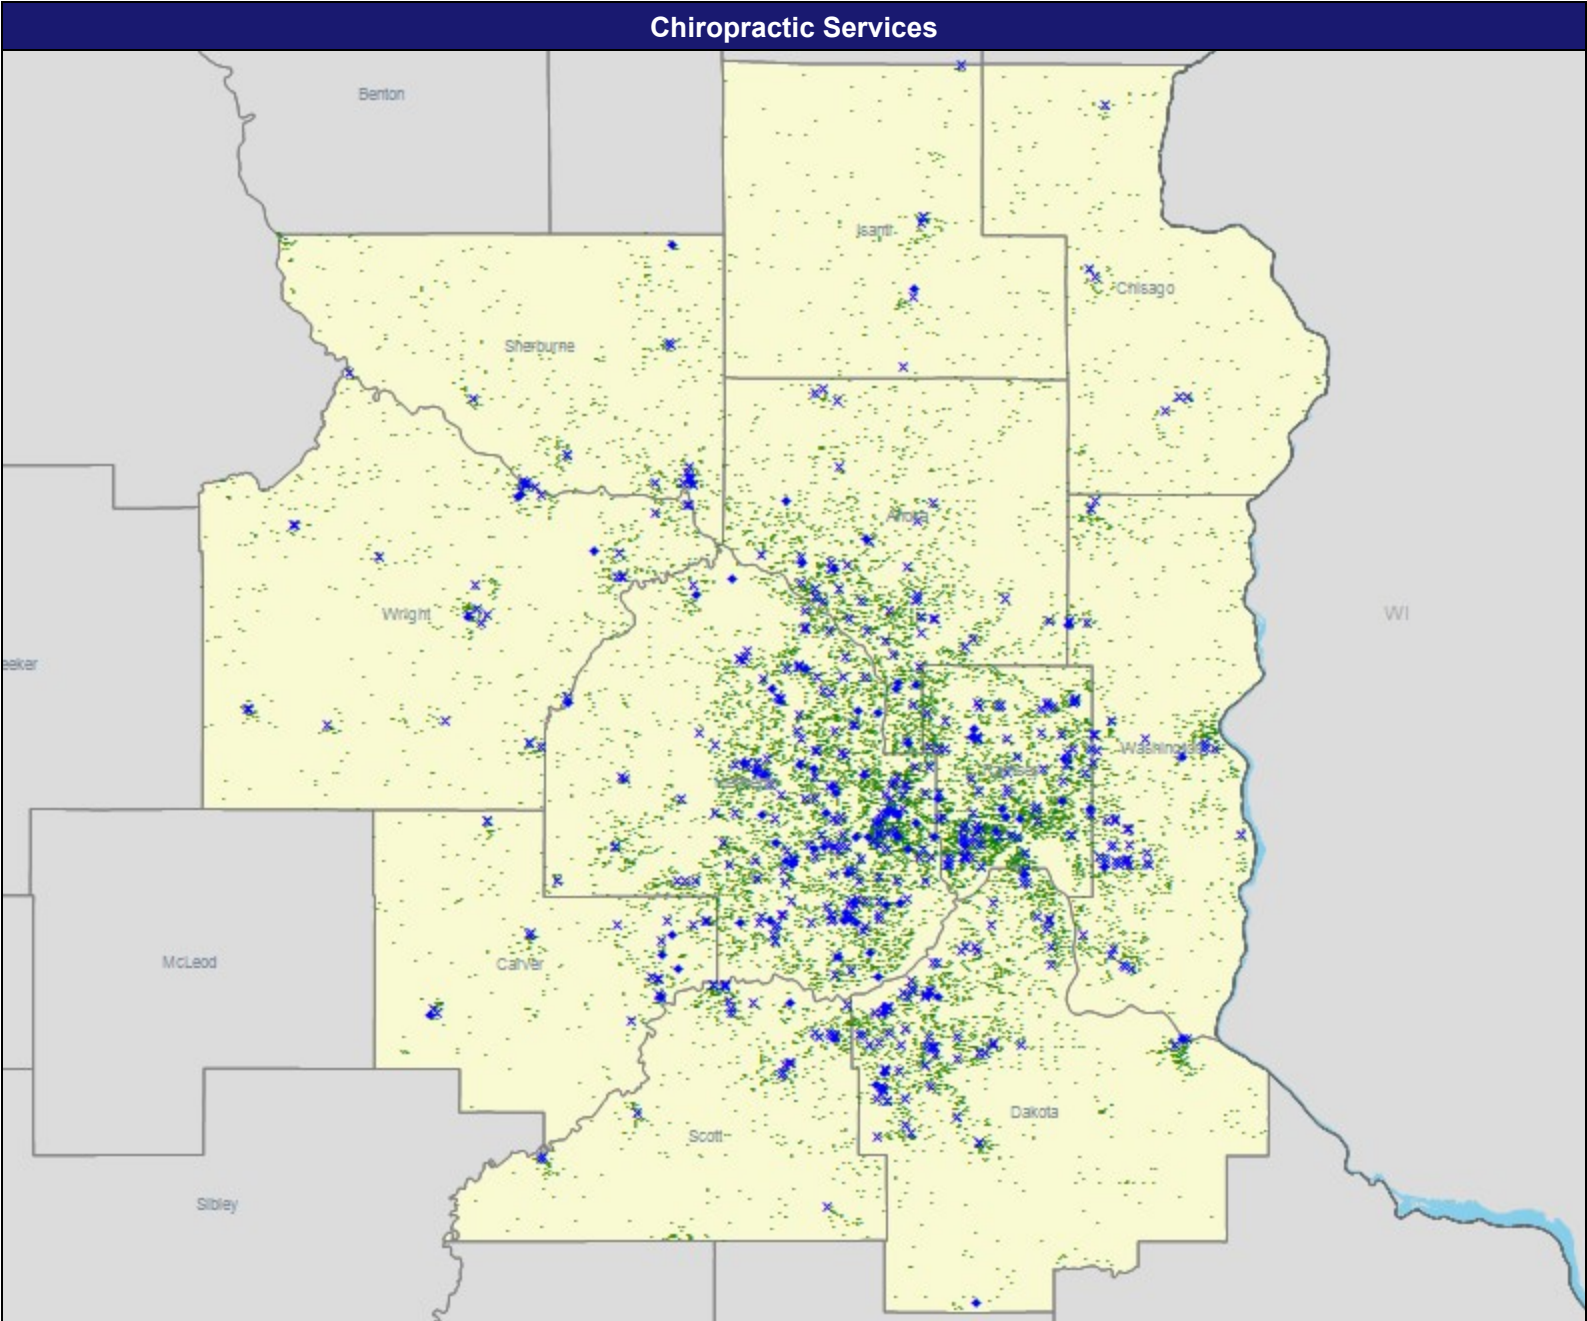 Chiropractic Services
Benton
Isanti
Chisago
Sherburne
Anoka
Wright
WI
eeker
Washington
Carver
McLeod
Dakota
Scott
Sibley